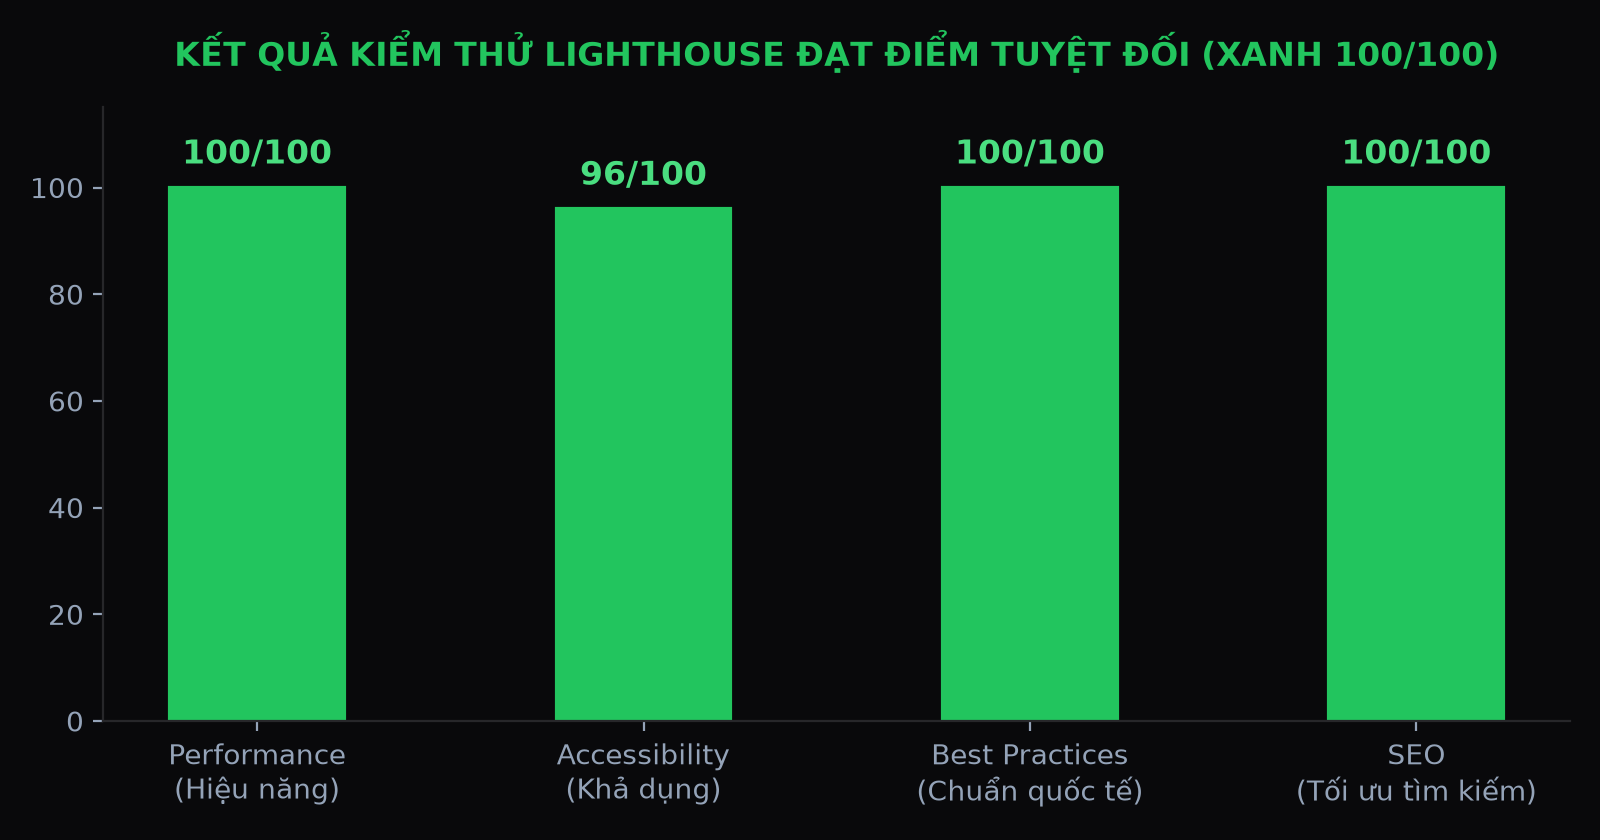 KẾT QUẢ KIỂM THỬ LIGHTHOUSE ĐẠT ĐIỂM TUYỆT ĐỐI (XANH 100/100)
100/100
96/100
100/100
100/100
100
80
60
40
20
0
Performance
(Hiệu năng)
Accessibility
(Khả dụng)
Best Practices
(Chuẩn quốc tế)
SEO
(Tối ưu tìm kiếm)